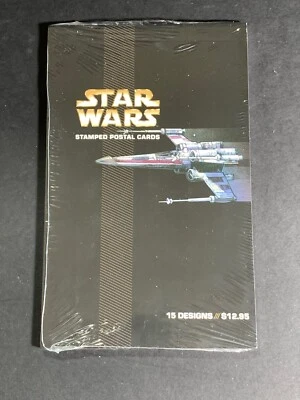 STAR
WARS
STAMPED POSTAL CARDS
15 DESIGNS // $12.95